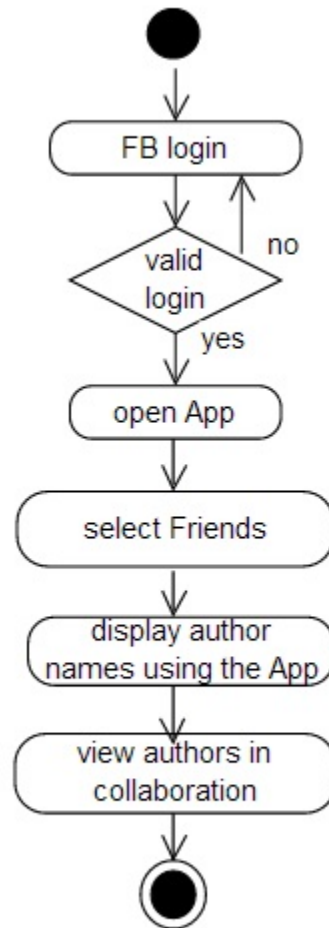 FB login
valid
login
no
yes
open App
select Friends
display author
names using the App
view authors in
collaboration